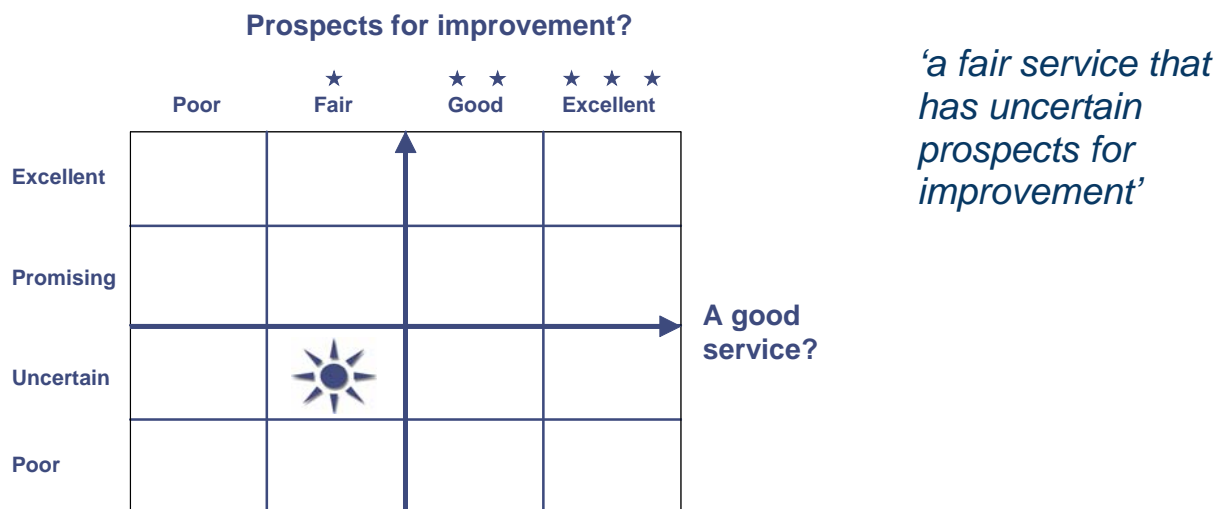 Prospects for improvement?
‘a fair service that
has uncertain
prospects for
improvement’
★ ★ ★ ★ ★ ★
Poor Fair Good Excellent
Excellent
Promising
A good
service?
Uncertain
Poor